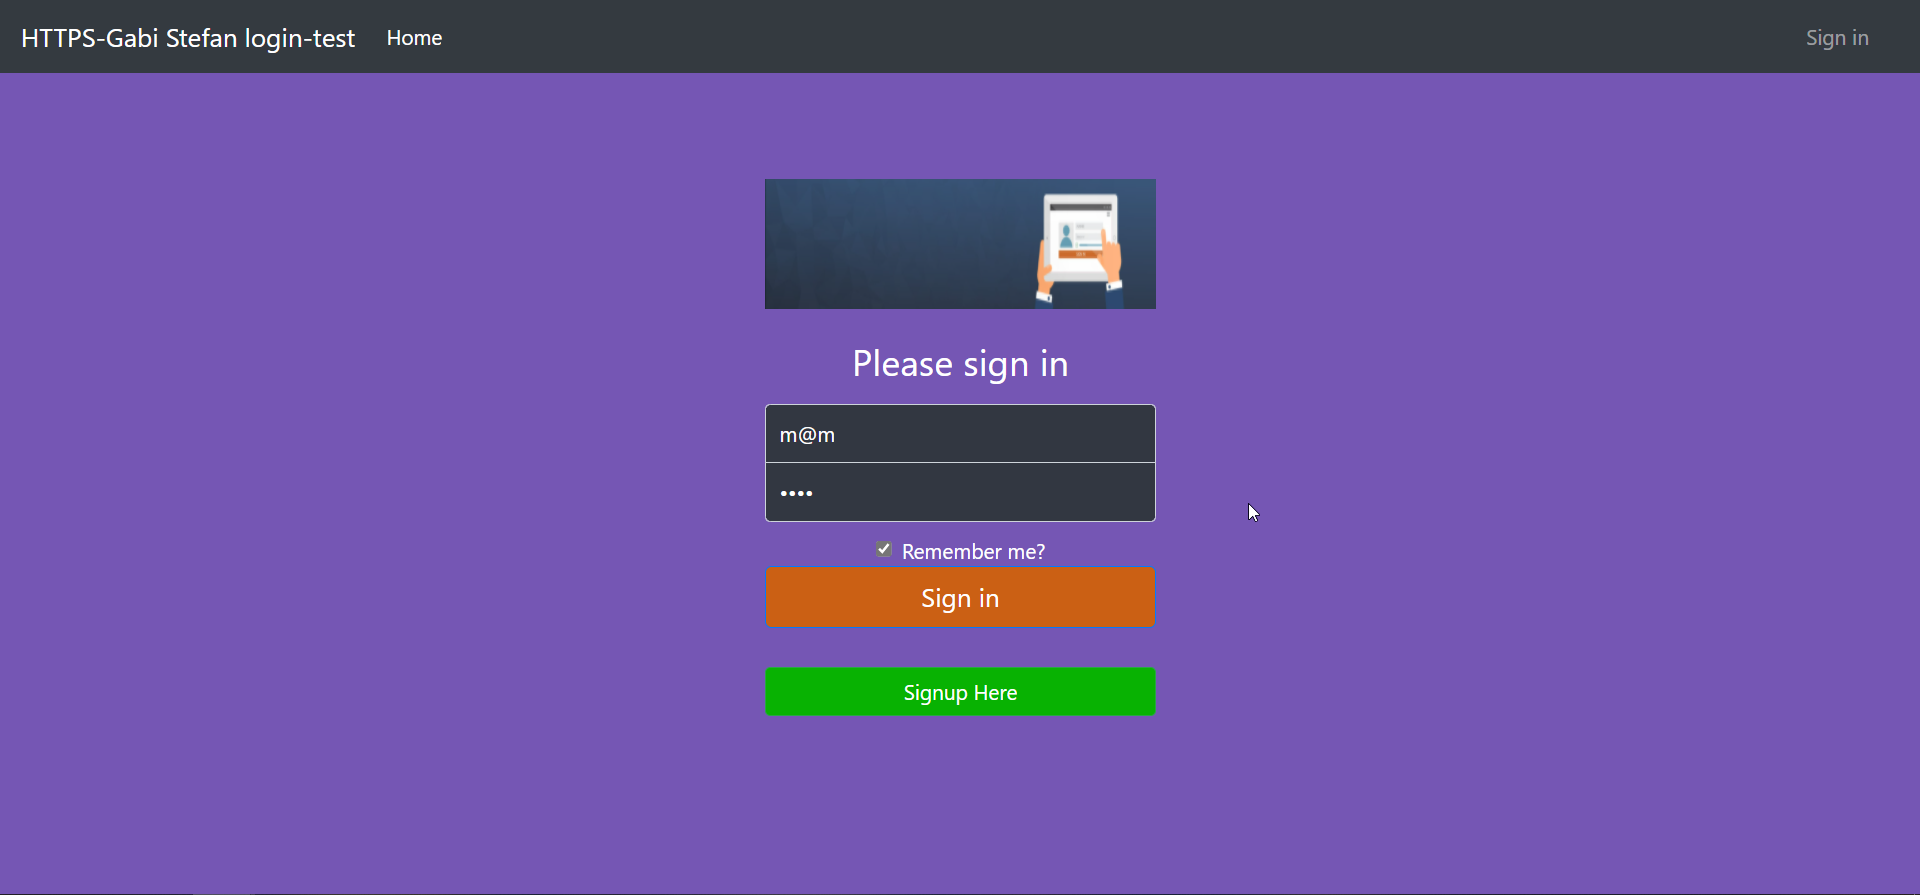 HTTPS-Gabi Stefan login-test Home Sign in
Please sign in
m@m
••••
Remember me?
Sign in
Signup Here